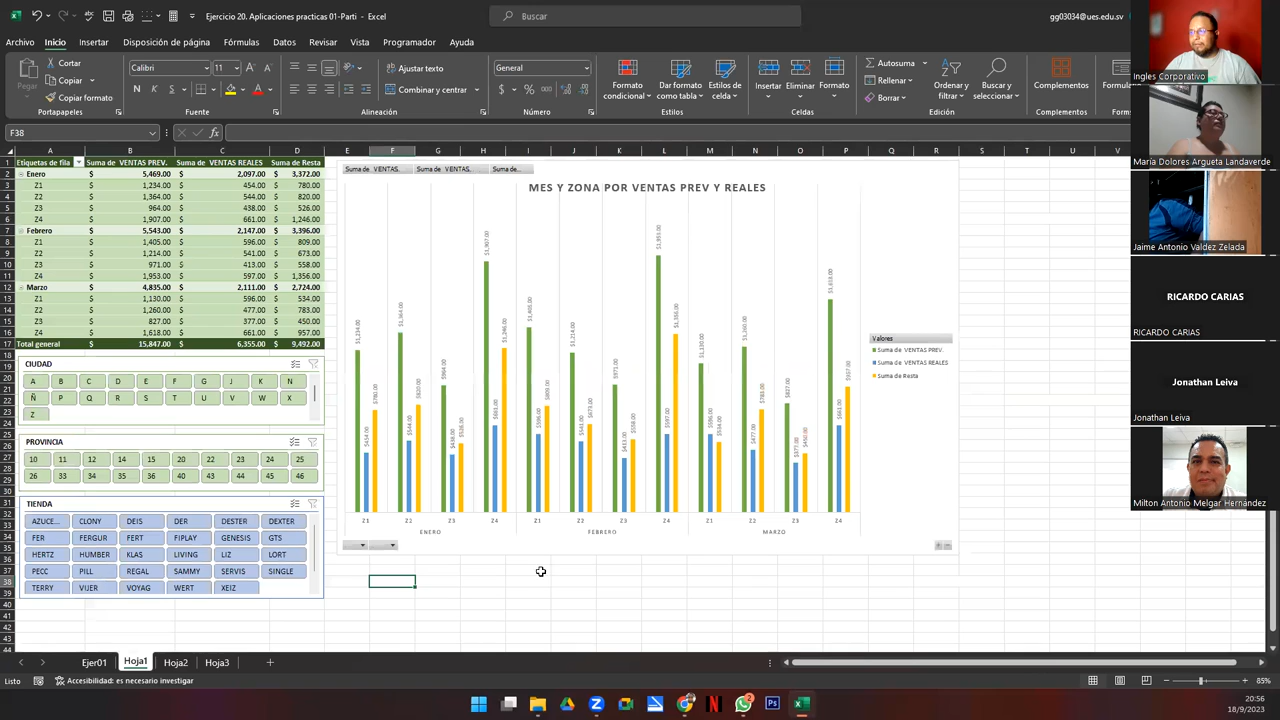 Ejercicio 20. Aplicaciones practicas 01-Parti - Excel
Buscar
gg03034@ues.edu.sv
Archivo Inicio Insertar Disposición de página Fórmulas Datos Revisar Vista Programador Ayuda
Pegar
Cortar
Copiar
Copiar formato
Portapapeles
Calibri 11
N K S
Fuente
Ajustar texto
Combinar y centrar
Alineación
General
Número
Formato condicional
Dar formato como tabla
Estilos de celda
Estilos
Insertar Eliminar Formato
Celdas
Autosuma
Rellenar
Borrar
Ordenar y filtrar
Buscar y seleccionar
Edición
Complementos
Complementos
F38
A B C D E F G H I J K L M N O P Q R S T U V
Etiquetas de fila Suma de VENTAS PREV. Suma de VENTAS REALES Suma de Resta
Enero $ 5,469.00 $ 2,097.00 $ 3,372.00
Z1 $ 1,234.00 $ 454.00 $ 780.00
Z2 $ 1,364.00 $ 544.00 $ 820.00
Z3 $ 964.00 $ 438.00 $ 526.00
Z4 $ 1,907.00 $ 661.00 $ 1,246.00
Febrero $ 5,543.00 $ 2,147.00 $ 3,396.00
Z1 $ 1,405.00 $ 596.00 $ 809.00
Z2 $ 1,214.00 $ 541.00 $ 673.00
Z3 $ 971.00 $ 413.00 $ 558.00
Z4 $ 1,953.00 $ 597.00 $ 1,356.00
Marzo $ 4,835.00 $ 2,111.00 $ 2,724.00
Z1 $ 1,130.00 $ 596.00 $ 534.00
Z2 $ 1,260.00 $ 477.00 $ 783.00
Z3 $ 827.00 $ 377.00 $ 450.00
Z4 $ 1,618.00 $ 661.00 $ 957.00
Total general $ 15,847.00 $ 6,355.00 $ 9,492.00
CIUDAD
A B C D E F G J K N
Ñ P Q R S T U V W X
Z
PROVINCIA
10 11 12 14 15 20 22 23 24 25
26 33 34 35 36 40 43 44 45 46
TIENDA
AZUCE... CLONY DEIS DER DESTER DEXTER
FER FERGUR FERT FIPLAY GENESIS GTS
HERTZ HUMBER KLAS LIVING LIZ LORT
PECC PILL REGAL SAMMY SERVIS SINGLE
TERRY VIJER VOYAG WERT XEIZ
Suma de VENTAS. Suma de VENTAS. Suma de...
MES Y ZONA POR VENTAS PREV Y REALES
Valores
Suma de VENTAS PREV.
Suma de VENTAS REALES
Suma de Resta
Z1 Z2 Z3 Z4 Z1 Z2 Z3 Z4 Z1 Z2 Z3 Z4
ENERO FEBRERO MARZO
Ejer01 Hoja1 Hoja2 Hoja3
Listo
Accesibilidad: es necesario investigar
85%
20:56
18/9/2023
Ingles Corporativo
María Dolores Argueta Landaverde
Jaime Antonio Valdez Zelada
RICARDO CARIAS
RICARDO CARIAS
Jonathan Leiva
Jonathan Leiva
Milton Antonio Melgar Hernández